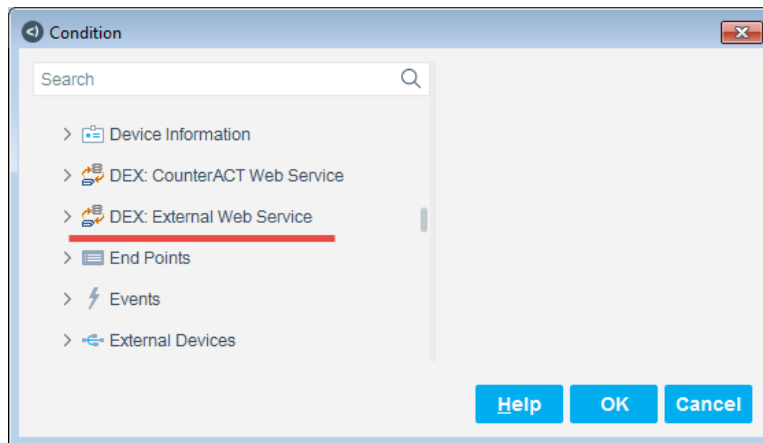 Condition
Search
Device Information
DEX: CounterACT Web Service
DEX: External Web Service
End Points
Events
External Devices
Help OK Cancel